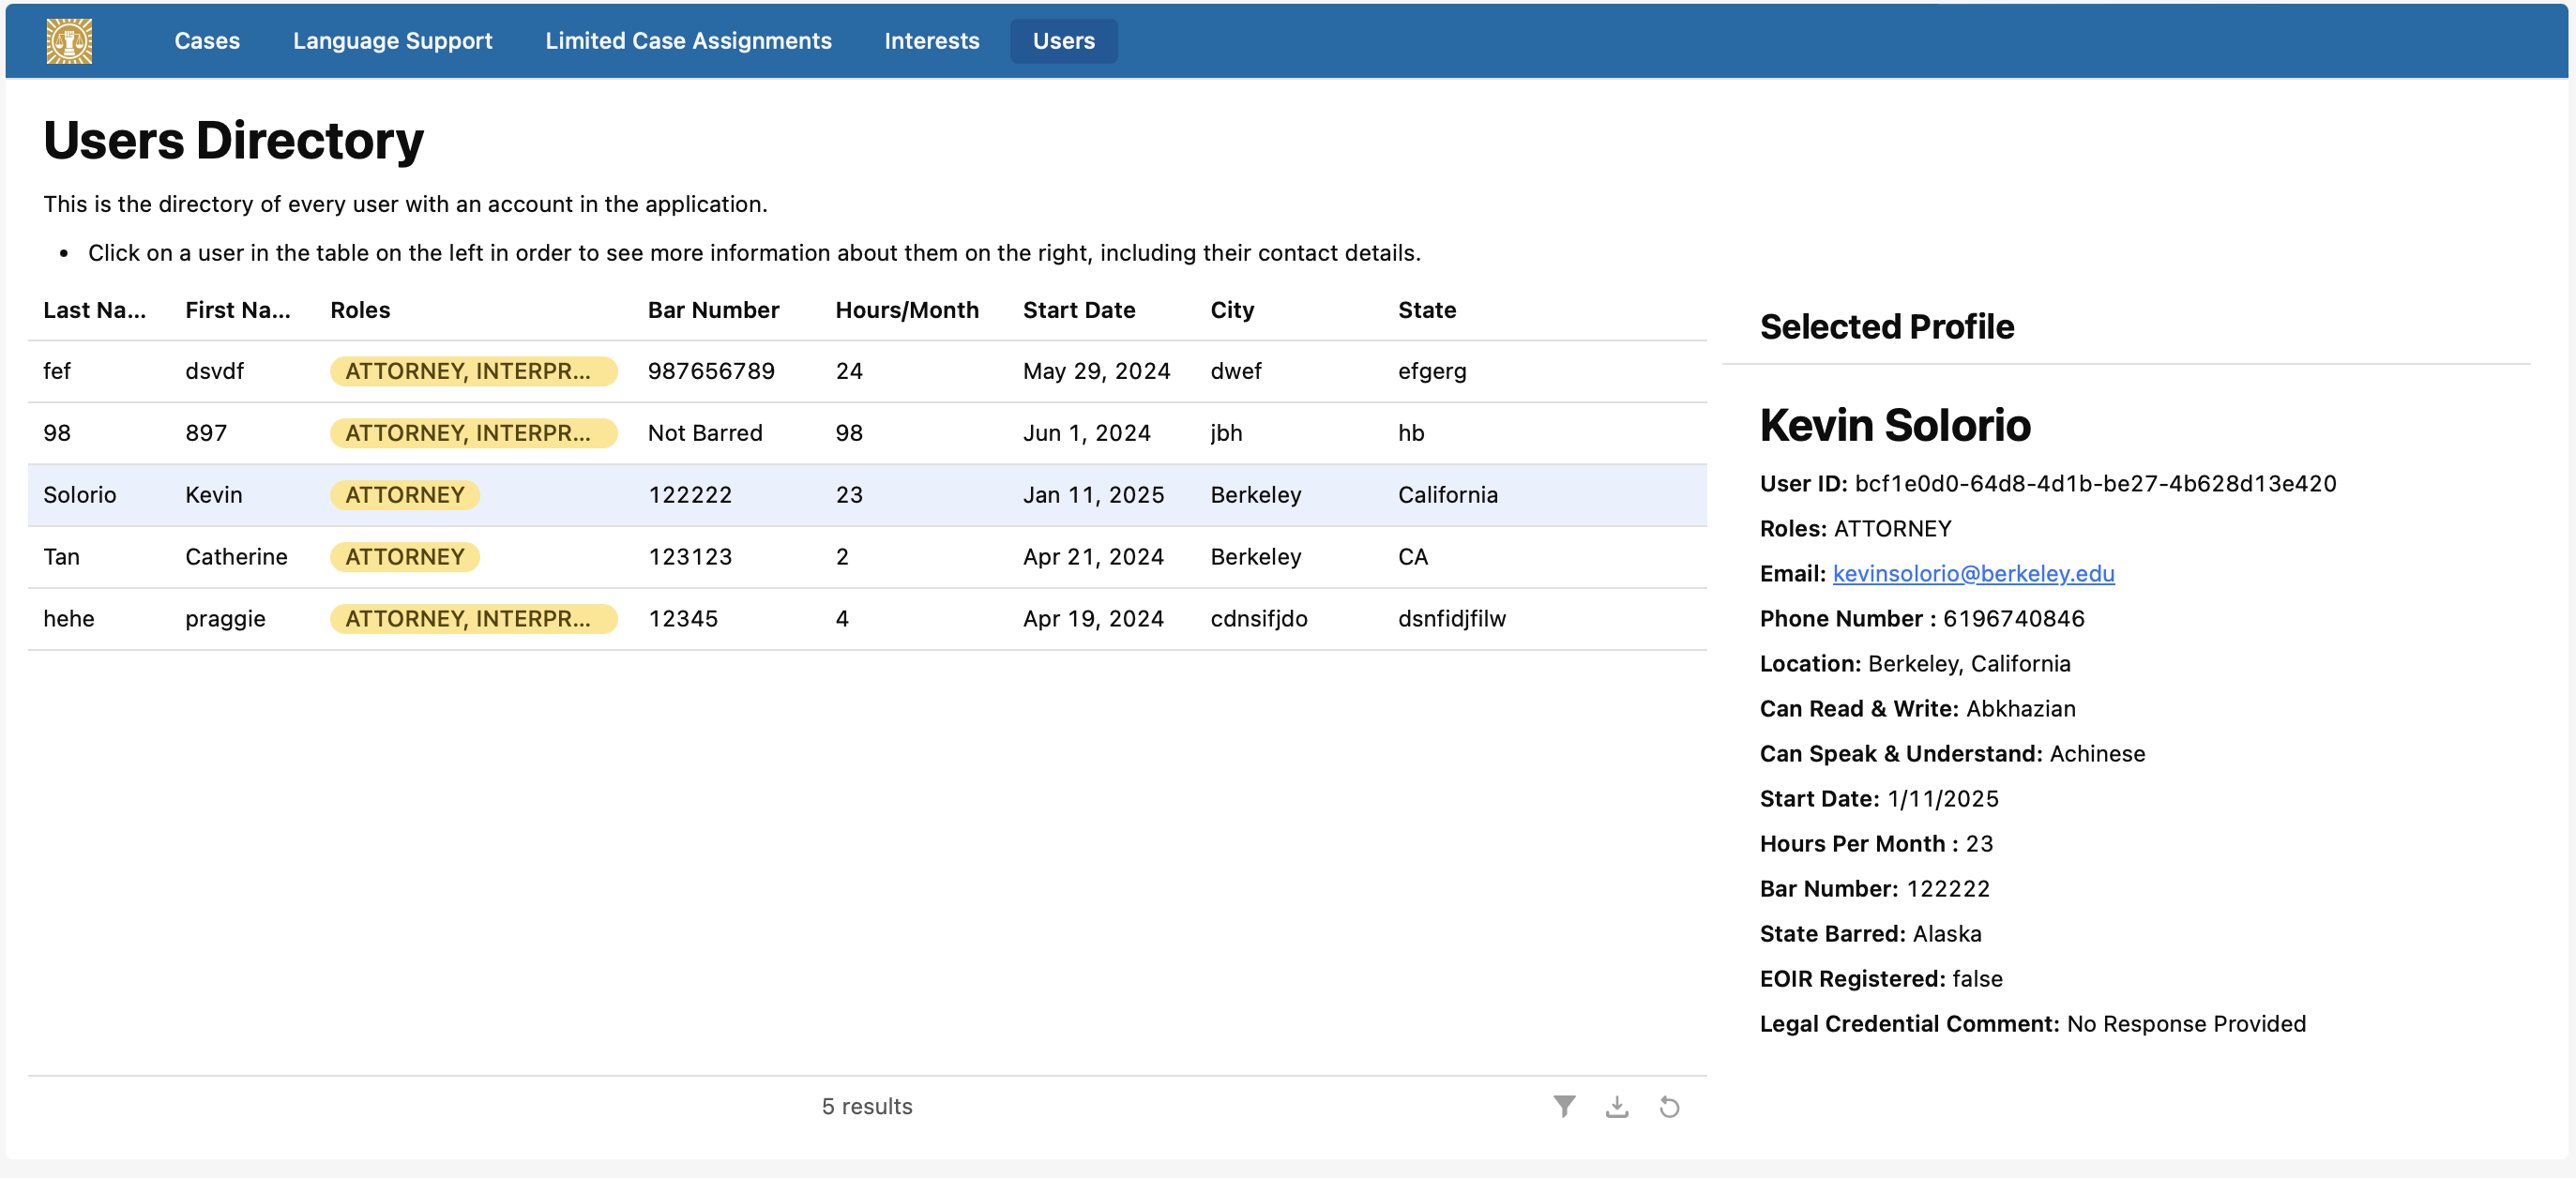 Cases Language Support Limited Case Assignments Interests Users
Users Directory
This is the directory of every user with an account in the application.
• Click on a user in the table on the left in order to see more information about them on the right, including their contact details.
Last Na... First Na... Roles Bar Number Hours/Month Start Date City State
fef dsvdf ATTORNEY, INTERPR... 987656789 24 May 29, 2024 dwef efgerg
98 897 ATTORNEY, INTERPR... Not Barred 98 Jun 1, 2024 jbh hb
Solorio Kevin ATTORNEY 122222 23 Jan 11, 2025 Berkeley California
Tan Catherine ATTORNEY 123123 2 Apr 21, 2024 Berkeley CA
hehe praggie ATTORNEY, INTERPR... 12345 4 Apr 19, 2024 cdnsifjdo dsnfidjfilw
5 results
Selected Profile
Kevin Solorio
User ID: bcf1e0d0-64d8-4d1b-be27-4b628d13e420
Roles: ATTORNEY
Email: kevinsolorio@berkeley.edu
Phone Number : 6196740846
Location: Berkeley, California
Can Read & Write: Abkhazian
Can Speak & Understand: Achinese
Start Date: 1/11/2025
Hours Per Month : 23
Bar Number: 122222
State Barred: Alaska
EOIR Registered: false
Legal Credential Comment: No Response Provided